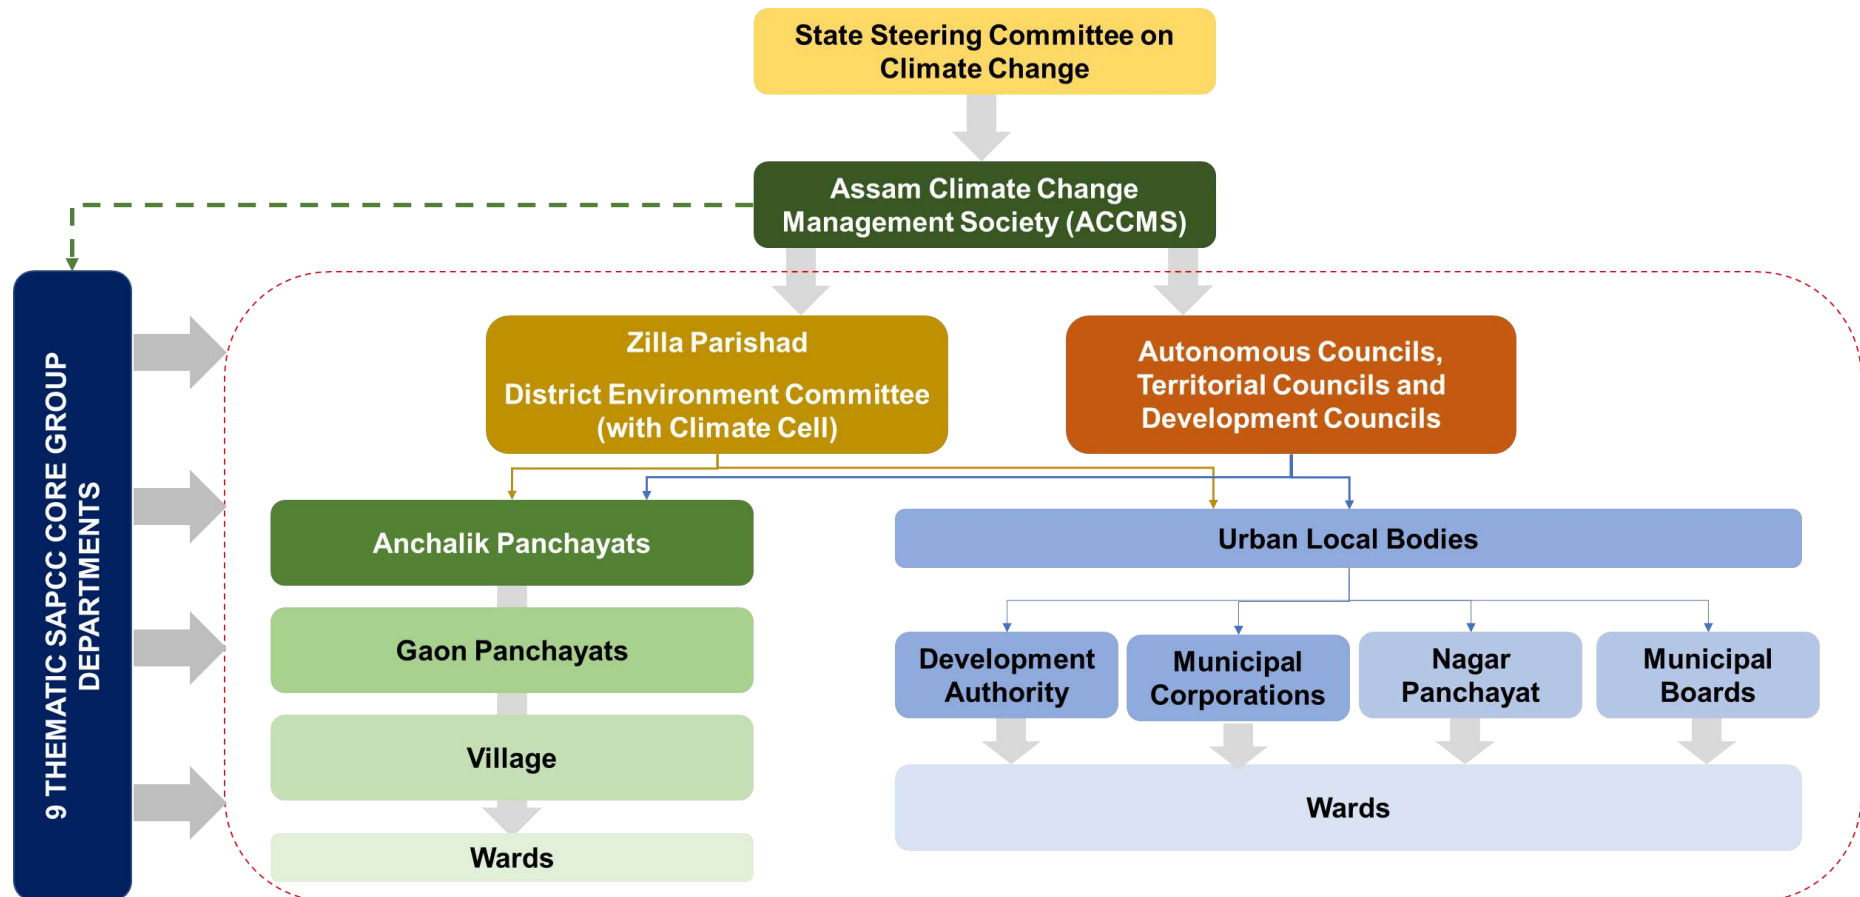 State Steering Committee on
Climate Change
Assam Climate Change
Management Society (ACCMS)
9 THEMATIC SAPCC CORE GROUP
DEPARTMENTS
Zilla Parishad
District Environment Committee
(with Climate Cell)
Autonomous Councils,
Territorial Councils and
Development Councils
Anchalik Panchayats
Gaon Panchayats
Village
Wards
Urban Local Bodies
Development
Authority
Municipal
Corporations
Nagar
Panchayat
Municipal
Boards
Wards